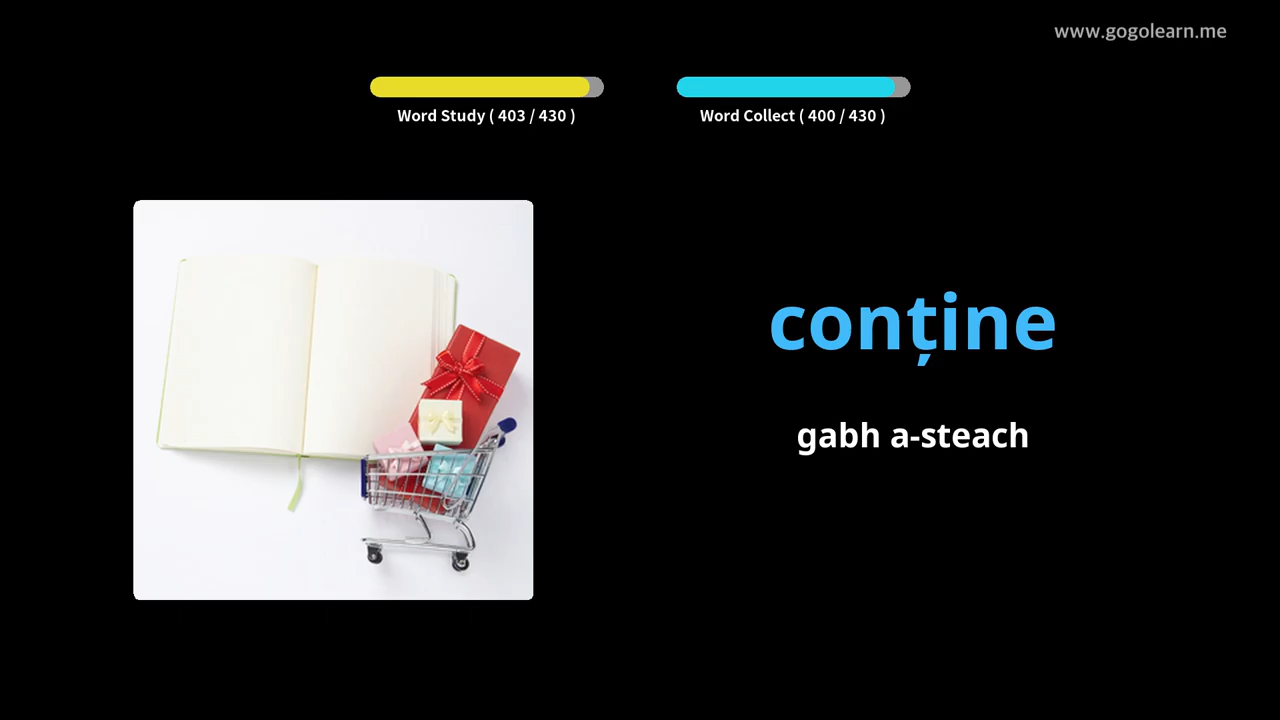 www.gogolearn.me
Word Study ( 403 / 430 )
Word Collect ( 400 / 430 )
conține
gabh a-steach